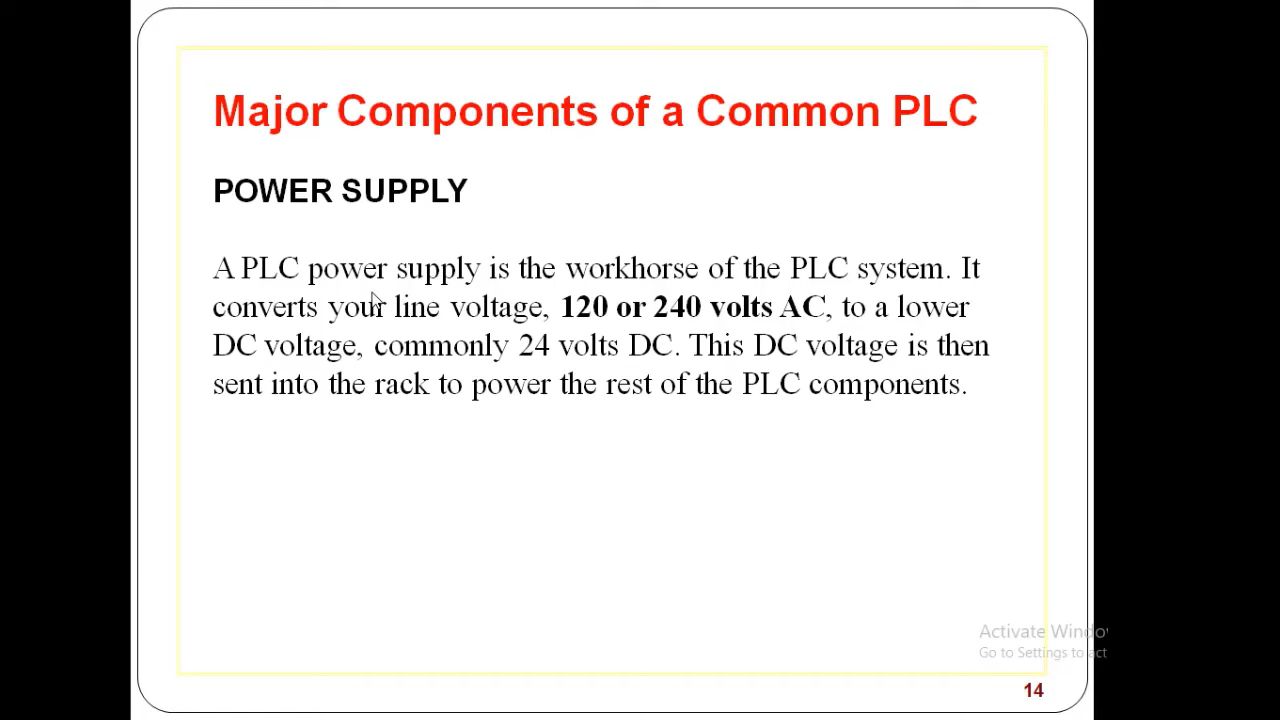 Major Components of a Common PLC
POWER SUPPLY
A PLC power supply is the workhorse of the PLC system. It
converts your line voltage, 120 or 240 volts AC, to a lower
DC voltage, commonly 24 volts DC. This DC voltage is then
sent into the rack to power the rest of the PLC components.
Activate Windo
Go to Settings to act
14